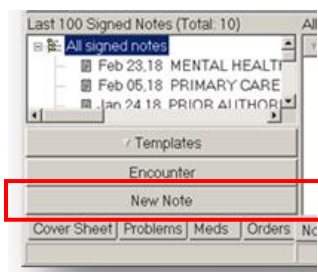 Last 100 Signed Notes (Total: 10)
All signed notes
Feb 23,18 MENTAL HEALTH
Feb 05,18 PRIMARY CARE
Jan 24,18 PRIOR AUTHORI
Templates
Encounter
New Note
Cover Sheet Problems Meds Orders No